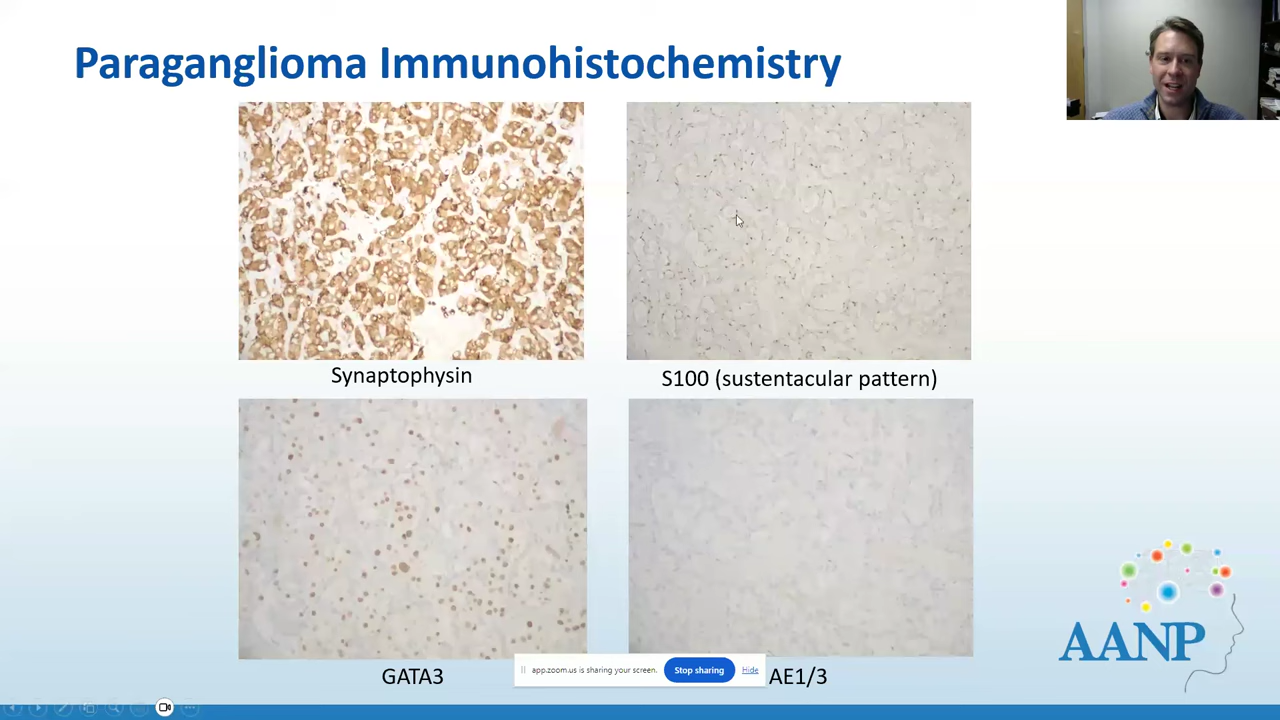 Paraganglioma Immunohistochemistry
Synaptophysin
S100 (sustentacular pattern)
GATA3
AE1/3
app.zoom.us is sharing your screen.
Stop sharing
Hide
AANP